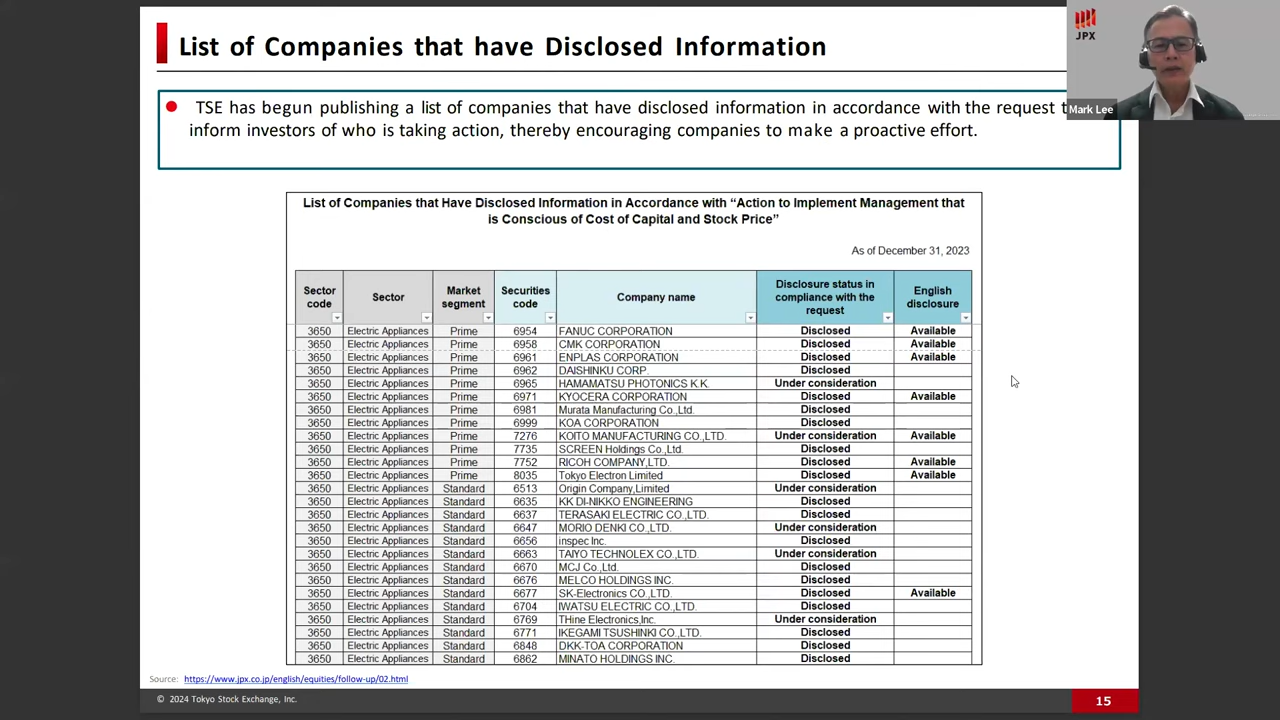 List of Companies that have Disclosed Information
JPX
Mark Lee
TSE has begun publishing a list of companies that have disclosed information in accordance with the request
inform investors of who is taking action, thereby encouraging companies to make a proactive effort.
List of Companies that Have Disclosed Information in Accordance with “Action to Implement Management that
is Conscious of Cost of Capital and Stock Price”
As of December 31, 2023
Sector code Sector Market segment Securities code Company name Disclosure status in compliance with the request English disclosure
3650 Electric Appliances Prime 6954 FANUC CORPORATION Disclosed Available
3650 Electric Appliances Prime 6958 CMK CORPORATION Disclosed Available
3650 Electric Appliances Prime 6961 ENPLAS CORPORATION Disclosed Available
3650 Electric Appliances Prime 6962 DAISHINKU CORP. Disclosed
3650 Electric Appliances Prime 6965 HAMAMATSU PHOTONICS K.K. Under consideration
3650 Electric Appliances Prime 6971 KYOCERA CORPORATION Disclosed Available
3650 Electric Appliances Prime 6981 Murata Manufacturing Co.,Ltd. Disclosed
3650 Electric Appliances Prime 6999 KOA CORPORATION Disclosed
3650 Electric Appliances Prime 7276 KOITO MANUFACTURING CO.,LTD. Under consideration Available
3650 Electric Appliances Prime 7735 SCREEN Holdings Co.,Ltd. Disclosed
3650 Electric Appliances Prime 7752 RICOH COMPANY,LTD. Disclosed Available
3650 Electric Appliances Prime 8035 Tokyo Electron Limited Disclosed Available
3650 Electric Appliances Standard 6513 Origin Company,Limited Under consideration
3650 Electric Appliances Standard 6635 KK DI-NIKKO ENGINEERING Disclosed
3650 Electric Appliances Standard 6637 TERASAKI ELECTRIC CO.,LTD. Disclosed
3650 Electric Appliances Standard 6647 MORIO DENKI CO.,LTD. Under consideration
3650 Electric Appliances Standard 6656 inspec Inc. Disclosed
3650 Electric Appliances Standard 6663 TAIYO TECHNOLEX CO.,LTD. Under consideration
3650 Electric Appliances Standard 6670 MCJ Co.,Ltd. Disclosed
3650 Electric Appliances Standard 6676 MELCO HOLDINGS INC. Disclosed
3650 Electric Appliances Standard 6677 SK-Electronics CO.,LTD. Disclosed Available
3650 Electric Appliances Standard 6704 IWATSU ELECTRIC CO.,LTD. Disclosed
3650 Electric Appliances Standard 6769 THine Electronics,Inc. Under consideration
3650 Electric Appliances Standard 6771 IKEGAMI TSUSHINKI CO.,LTD. Disclosed
3650 Electric Appliances Standard 6848 DKK-TOA CORPORATION Disclosed
3650 Electric Appliances Standard 6862 MINATO HOLDINGS INC. Disclosed
Source: https://www.jpx.co.jp/english/equities/follow-up/02.html
© 2024 Tokyo Stock Exchange, Inc.
15